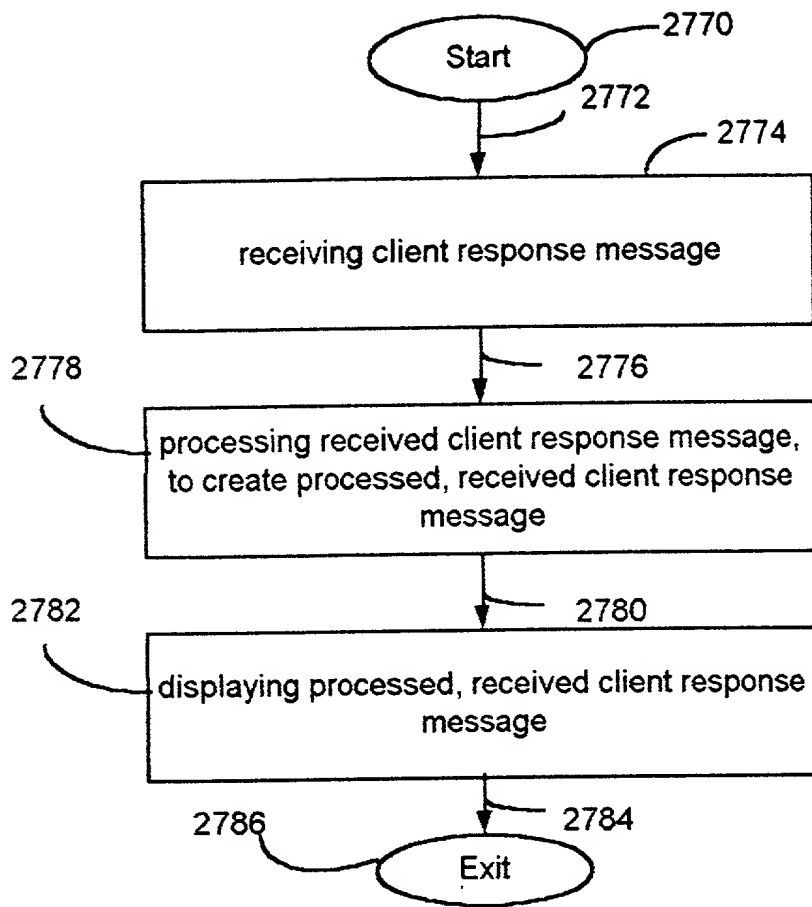 2770
Start
2772
2774
receiving client response message
2778
2776
processing received client response message,
to create processed, received client response
message
2782
2780
displaying processed, received client response
message
2786
2784
Exit